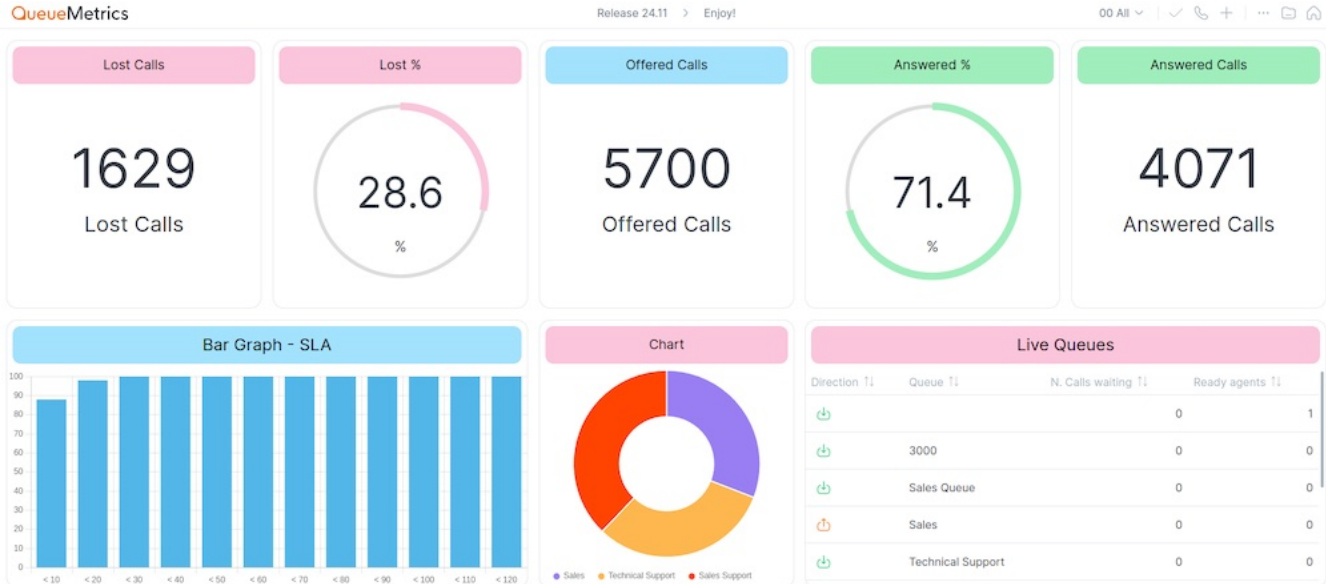 QueueMetrics
Release 24.11 > Enjoy!
00 All
Lost Calls
1629
Lost Calls
Lost %
28.6
%
Offered Calls
5700
Offered Calls
Answered %
71.4
%
Answered Calls
4071
Answered Calls
Bar Graph - SLA
100
90
80
70
60
50
40
30
20
10
0
< 10 < 20 < 30 < 40 < 50 < 60 < 70 < 80 < 90 < 100 < 110 < 120
Chart
Sales Technical Support Sales Support
Live Queues
Direction Queue N. Calls waiting Ready agents
0 1
3000 0 0
Sales Queue 0 0
Sales 0 0
Technical Support 0 0